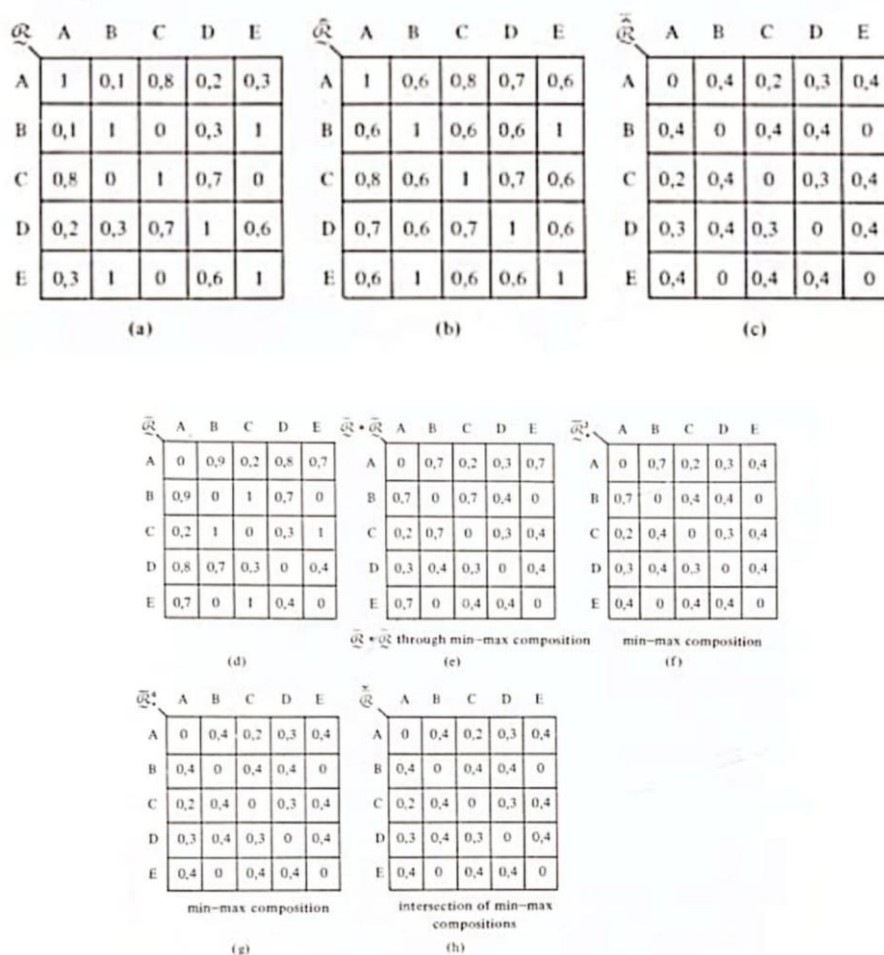 ℛ A B C D E ℛ̂ A B C D E ℛ̂̅ A B C D E
A 1 0,1 0,8 0,2 0,3 A 1 0,6 0,8 0,7 0,6 A 0 0,4 0,2 0,3 0,4
B 0,1 1 0 0,3 1 B 0,6 1 0,6 0,6 1 B 0,4 0 0,4 0,4 0
C 0,8 0 1 0,7 0 C 0,8 0,6 1 0,7 0,6 C 0,2 0,4 0 0,3 0,4
D 0,2 0,3 0,7 1 0,6 D 0,7 0,6 0,7 1 0,6 D 0,3 0,4 0,3 0 0,4
E 0,3 1 0 0,6 1 E 0,6 1 0,6 0,6 1 E 0,4 0 0,4 0,4 0
(a) (b) (c)
ℛ̅ A B C D E ℛ̅ * ℛ̅ A B C D E ℛ̅³ A B C D E
A 0 0,9 0,2 0,8 0,7 A 0 0,7 0,2 0,3 0,7 A 0 0,7 0,2 0,3 0,4
B 0,9 0 1 0,7 0 B 0,7 0 0,7 0,4 0 B 0,7 0 0,4 0,4 0
C 0,2 1 0 0,3 1 C 0,2 0,7 0 0,3 0,4 C 0,2 0,4 0 0,3 0,4
D 0,8 0,7 0,3 0 0,4 D 0,3 0,4 0,3 0 0,4 D 0,3 0,4 0,3 0 0,4
E 0,7 0 1 0,4 0 E 0,7 0 0,4 0,4 0 E 0,4 0 0,4 0,4 0
ℛ̅ * ℛ̅ through min-max composition min-max composition
(d) (e) (f)
ℛ̅⁴ A B C D E ℛ̌ A B C D E
A 0 0,4 0,2 0,3 0,4 A 0 0,4 0,2 0,3 0,4
B 0,4 0 0,4 0,4 0 B 0,4 0 0,4 0,4 0
C 0,2 0,4 0 0,3 0,4 C 0,2 0,4 0 0,3 0,4
D 0,3 0,4 0,3 0 0,4 D 0,3 0,4 0,3 0 0,4
E 0,4 0 0,4 0,4 0 E 0,4 0 0,4 0,4 0
min-max composition intersection of min-max
compositions
(g) (h)